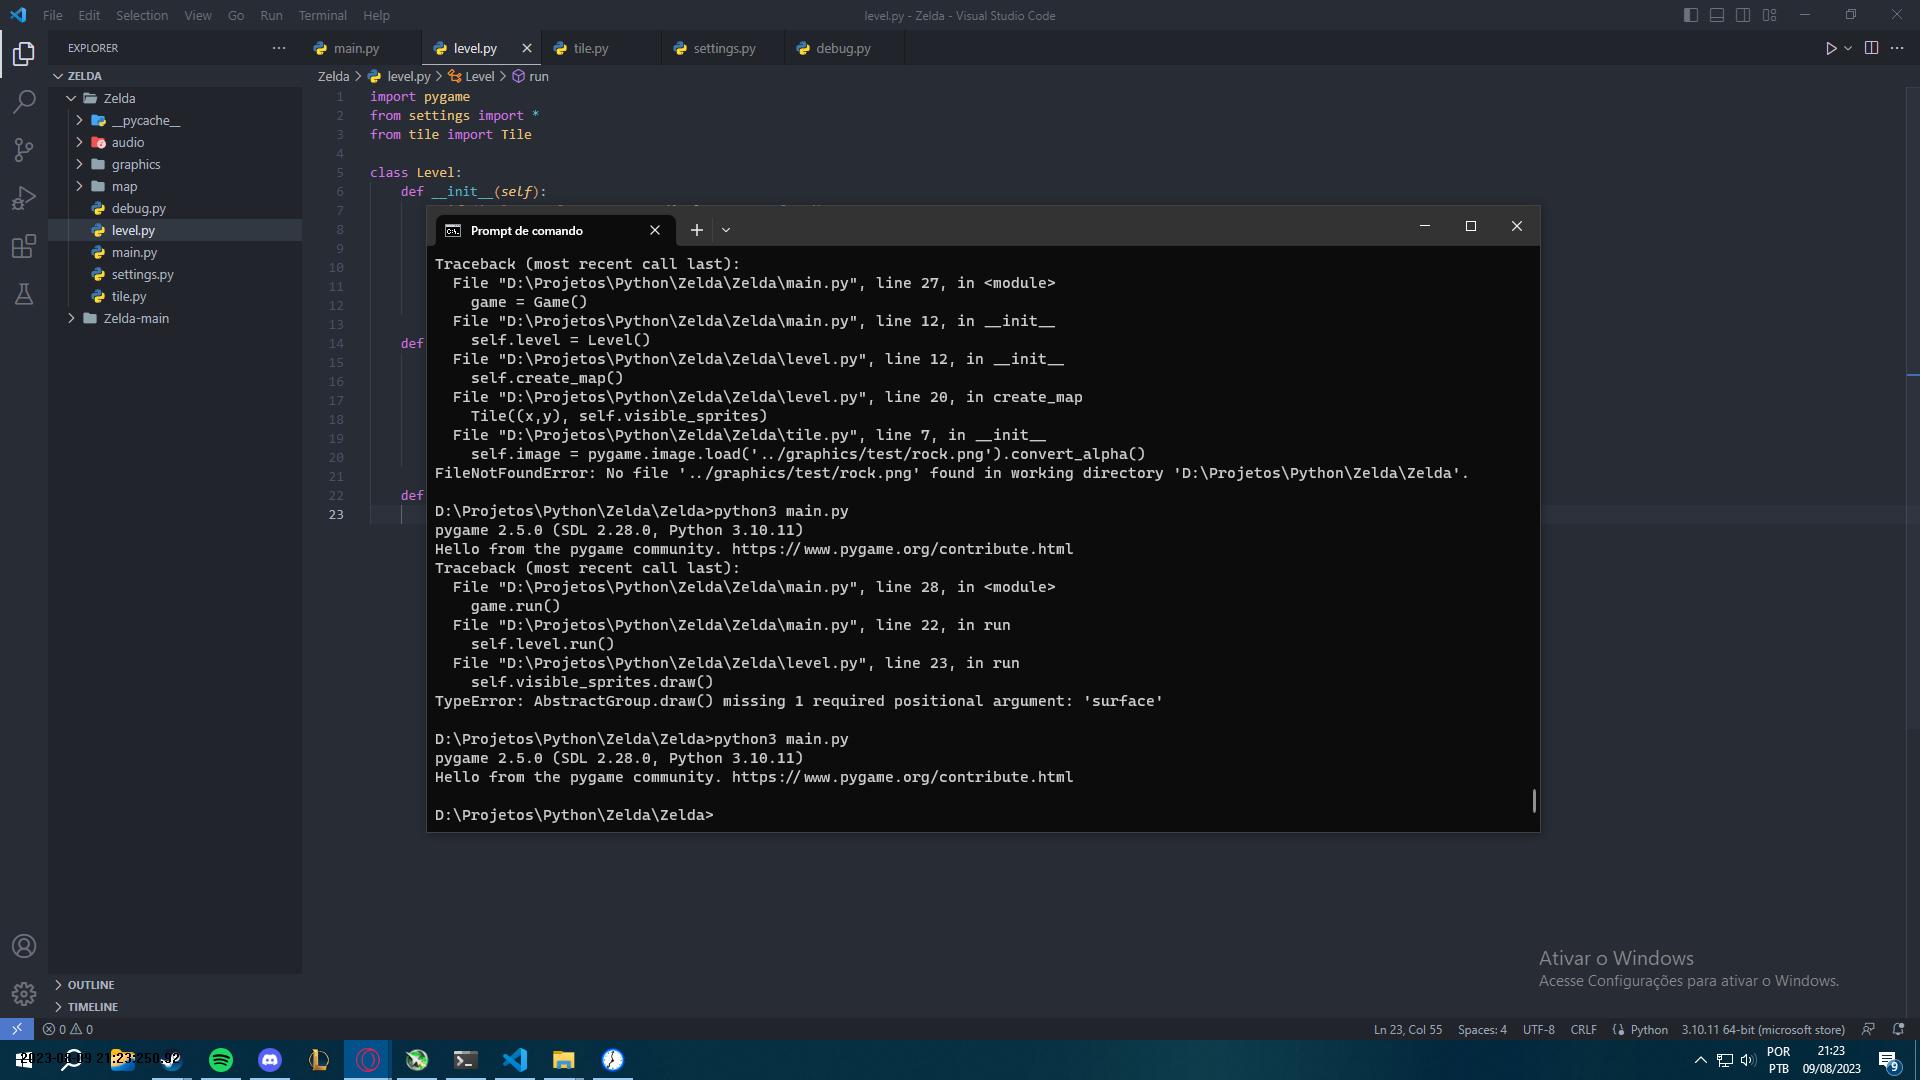 File Edit Selection View Go Run Terminal Help
level.py - Zelda - Visual Studio Code
EXPLORER
main.py
level.py
tile.py
settings.py
debug.py
ZELDA
Zelda
__pycache__
audio
graphics
map
debug.py
level.py
main.py
settings.py
tile.py
Zelda-main
OUTLINE
TIMELINE
Zelda > level.py > Level > run
1 import pygame
2 from settings import *
3 from tile import Tile
4
5 class Level:
6 def __init__(self):
7
8
9
10
11
12
13
14 def
15
16
17
18
19
20
21
22 def
23
Prompt de comando
Traceback (most recent call last):
File "D:\Projetos\Python\Zelda\Zelda\main.py", line 27, in <module>
game = Game()
File "D:\Projetos\Python\Zelda\Zelda\main.py", line 12, in __init__
self.level = Level()
File "D:\Projetos\Python\Zelda\Zelda\level.py", line 12, in __init__
self.create_map()
File "D:\Projetos\Python\Zelda\Zelda\level.py", line 20, in create_map
Tile((x,y), self.visible_sprites)
File "D:\Projetos\Python\Zelda\Zelda\tile.py", line 7, in __init__
self.image = pygame.image.load('../graphics/test/rock.png').convert_alpha()
FileNotFoundError: No file '../graphics/test/rock.png' found in working directory 'D:\Projetos\Python\Zelda\Zelda'.
D:\Projetos\Python\Zelda\Zelda>python3 main.py
pygame 2.5.0 (SDL 2.28.0, Python 3.10.11)
Hello from the pygame community. https://www.pygame.org/contribute.html
Traceback (most recent call last):
File "D:\Projetos\Python\Zelda\Zelda\main.py", line 28, in <module>
game.run()
File "D:\Projetos\Python\Zelda\Zelda\main.py", line 22, in run
self.level.run()
File "D:\Projetos\Python\Zelda\Zelda\level.py", line 23, in run
self.visible_sprites.draw()
TypeError: AbstractGroup.draw() missing 1 required positional argument: 'surface'
D:\Projetos\Python\Zelda\Zelda>python3 main.py
pygame 2.5.0 (SDL 2.28.0, Python 3.10.11)
Hello from the pygame community. https://www.pygame.org/contribute.html
D:\Projetos\Python\Zelda\Zelda>
Ativar o Windows
Acesse Configurações para ativar o Windows.
0 0
Ln 23, Col 55 Spaces: 4 UTF-8 CRLF Python 3.10.11 64-bit (microsoft store)
POR
PTB
21:23
09/08/2023
9